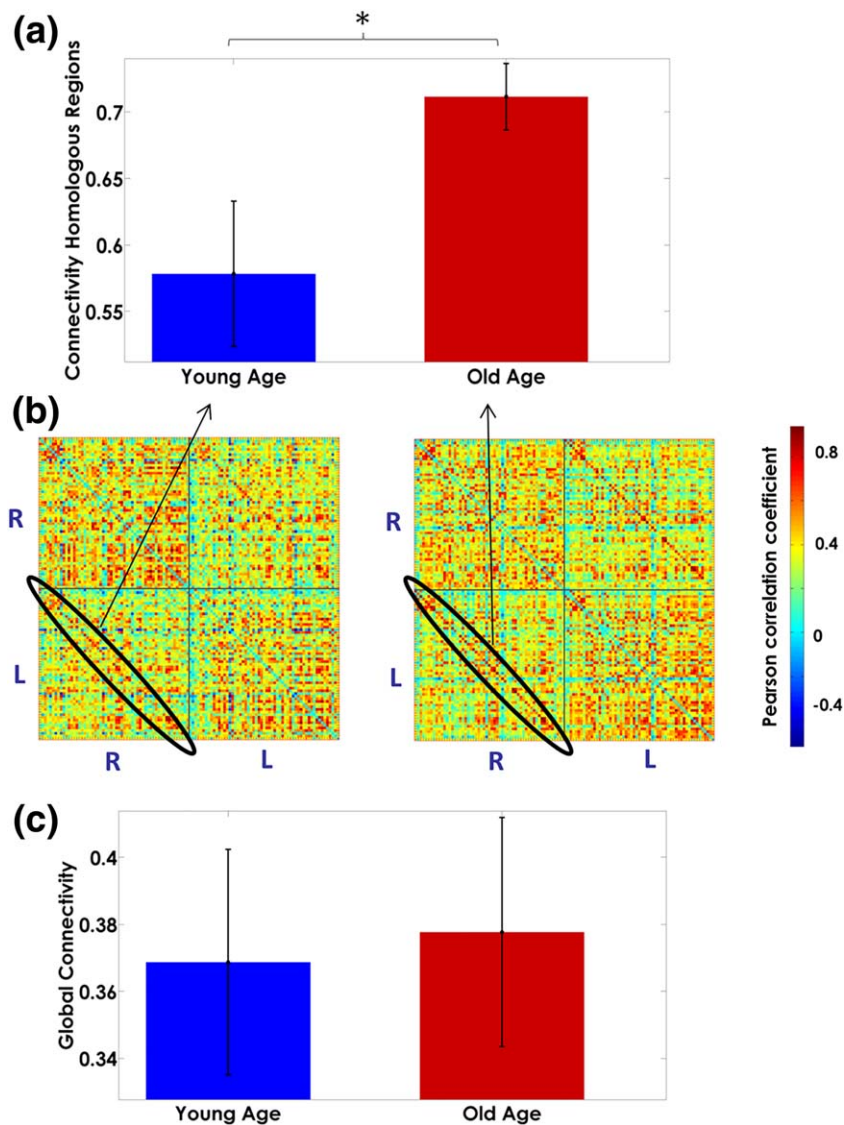 (a)
*
Connectivity Homologous Regions
0.7
0.65
0.6
0.55
Young Age
Old Age
(b)
R
L
R
L
R
L
R
L
0.8
0.4
0
-0.4
Pearson correlation coefficient
(c)
Global Connectivity
0.4
0.38
0.36
0.34
Young Age
Old Age